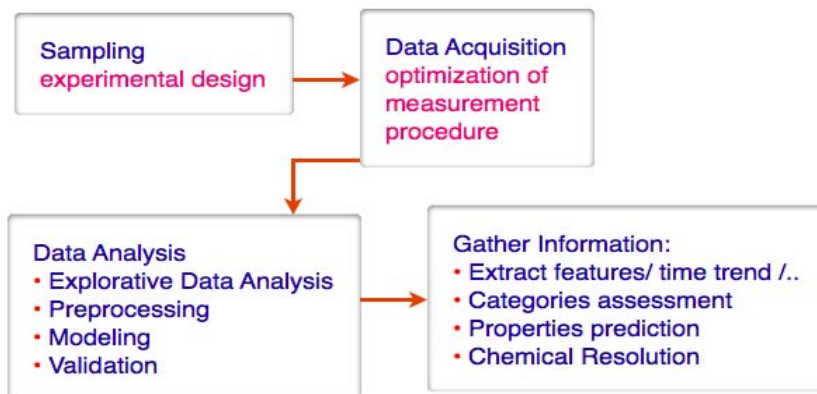 Sampling
experimental design
Data Acquisition
optimization of
measurement
procedure
Data Analysis
• Explorative Data Analysis
• Preprocessing
• Modeling
• Validation
Gather Information:
• Extract features/ time trend /..
• Categories assessment
• Properties prediction
• Chemical Resolution